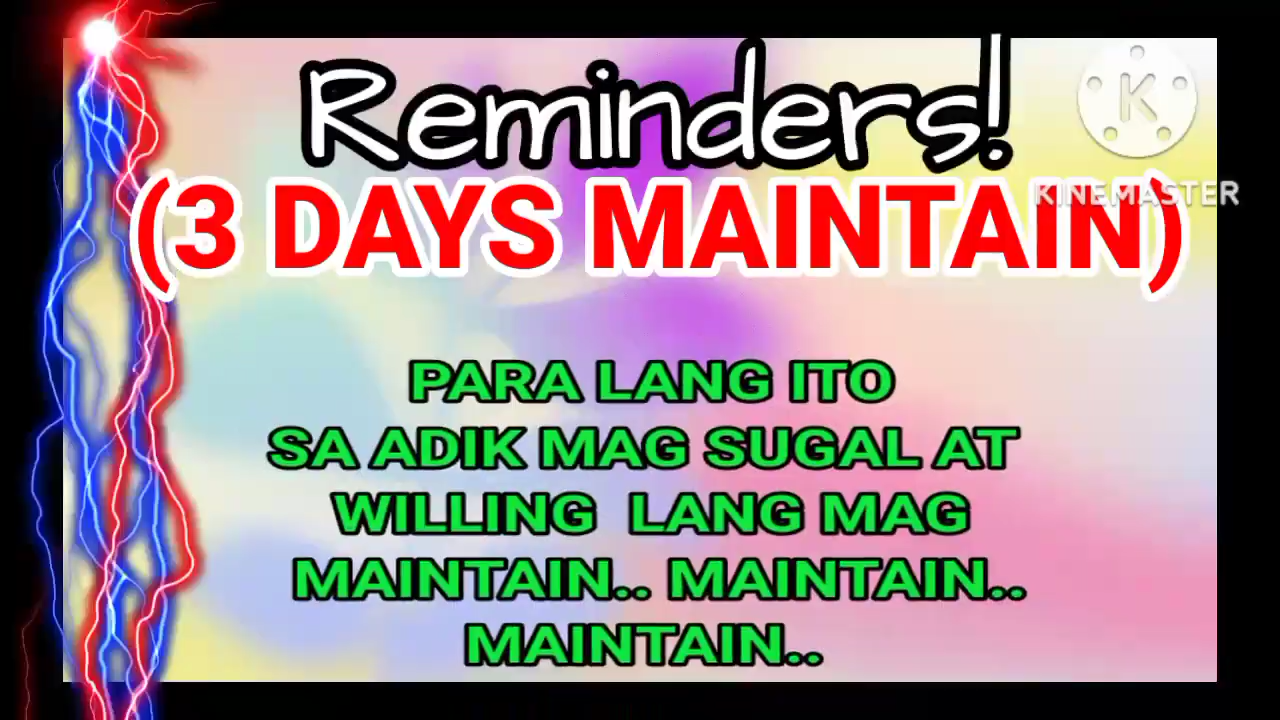 Reminders!
KINEMASTER
(3 DAYS MAINTAIN)
PARA LANG ITO
SA ADIK MAG SUGAL AT
WILLING LANG MAG
MAINTAIN.. MAINTAIN..
MAINTAIN..